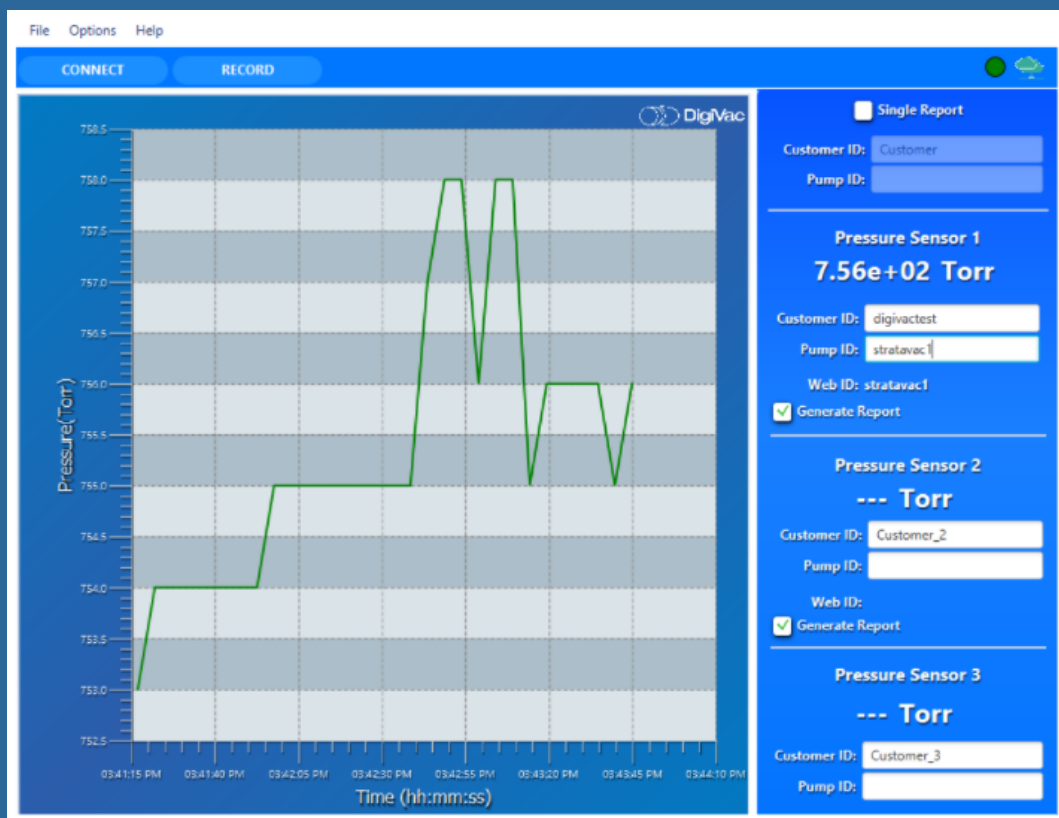 File Options Help
CONNECT RECORD
DigiVac
758.5
758.0
757.5
757.0
756.5
756.0
755.5
755.0
754.5
754.0
753.5
753.0
752.5
Pressure(Torr)
03:41:15 PM 03:41:40 PM 03:42:05 PM 03:42:30 PM 03:42:55 PM 03:43:20 PM 03:43:45 PM 03:44:10 PM
Time (hh:mm:ss)
Single Report
Customer ID: Customer
Pump ID:
Pressure Sensor 1
7.56e+02 Torr
Customer ID: digivactest
Pump ID: stratavac1
Web ID: stratavac1
Generate Report
Pressure Sensor 2
--- Torr
Customer ID: Customer_2
Pump ID:
Web ID:
Generate Report
Pressure Sensor 3
--- Torr
Customer ID: Customer_3
Pump ID: